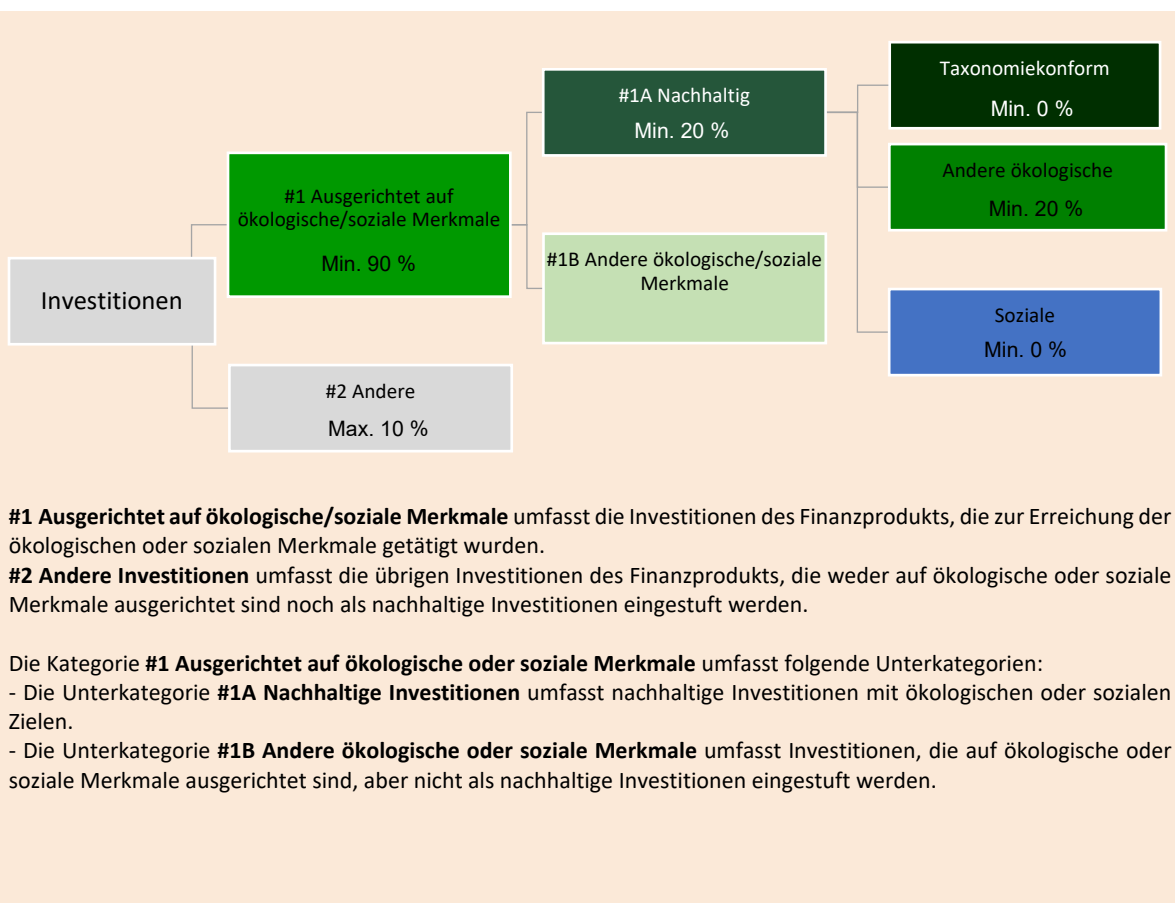 Taxonomiekonform
Min. 0 %
#1A Nachhaltig
Min. 20 %
Andere ökologische
Min. 20 %
#1 Ausgerichtet auf
ökologische/soziale Merkmale
Min. 90 %
#1B Andere ökologische/soziale
Merkmale
Investitionen
Soziale
Min. 0 %
#2 Andere
Max. 10 %
#1 Ausgerichtet auf ökologische/soziale Merkmale umfasst die Investitionen des Finanzprodukts, die zur Erreichung der
ökologischen oder sozialen Merkmale getätigt wurden.
#2 Andere Investitionen umfasst die übrigen Investitionen des Finanzprodukts, die weder auf ökologische oder soziale
Merkmale ausgerichtet sind noch als nachhaltige Investitionen eingestuft werden.
Die Kategorie #1 Ausgerichtet auf ökologische oder soziale Merkmale umfasst folgende Unterkategorien:
- Die Unterkategorie #1A Nachhaltige Investitionen umfasst nachhaltige Investitionen mit ökologischen oder sozialen
Zielen.
- Die Unterkategorie #1B Andere ökologische oder soziale Merkmale umfasst Investitionen, die auf ökologische oder
soziale Merkmale ausgerichtet sind, aber nicht als nachhaltige Investitionen eingestuft werden.